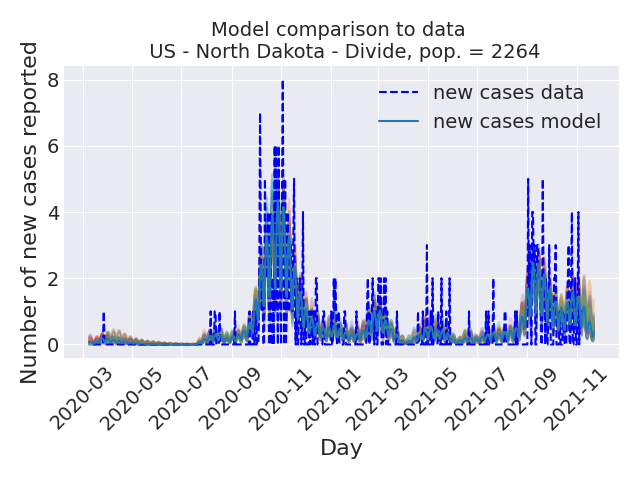 Model comparison to data
US - North Dakota - Divide, pop. = 2264
Number of new cases reported
8
6
4
2
0
new cases data
new cases model
2020-03
2020-05
2020-07
2020-09
2020-11
2021-01
2021-03
2021-05
2021-07
2021-09
2021-11
Day